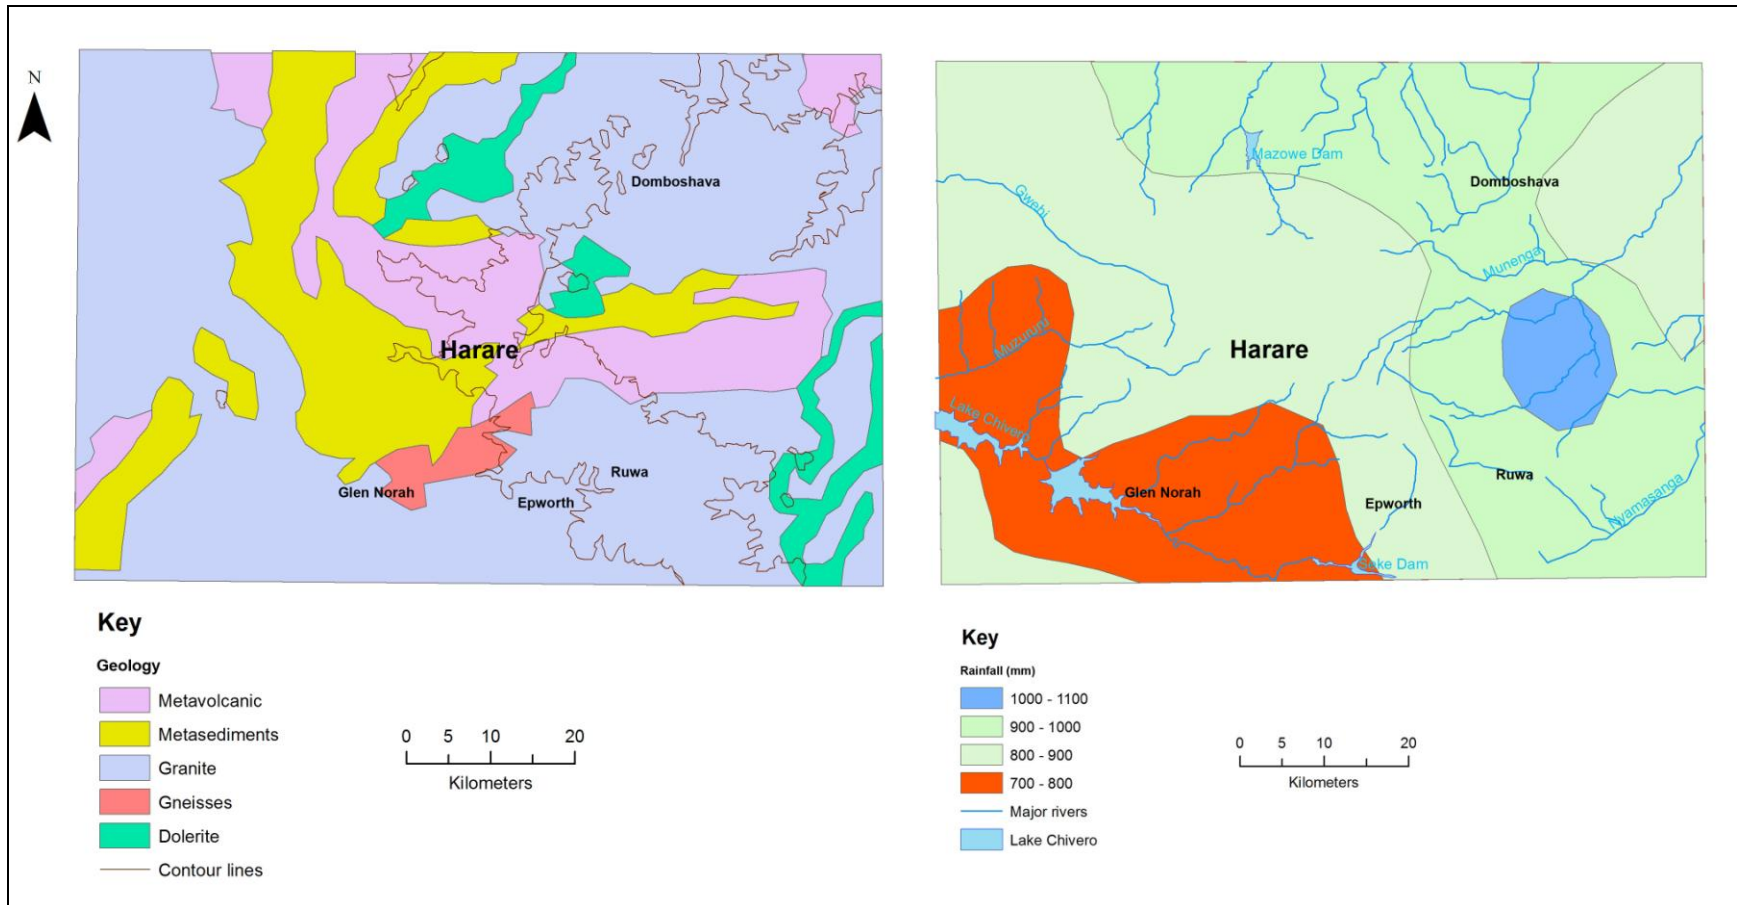 N
Domboshava
Harare
Ruwa
Glen Norah
Epworth
Key
Geology
Metavolcanic
Metasediments
Granite
Gneisses
Dolerite
Contour lines
0 5 10 20
Kilometers
Mazowe Dam
Domboshava
Gwebi
Munenga
Muzururu
Harare
Lake Chivero
Ruwa
Glen Norah
Epworth
Nyamasanga
Seke Dam
Key
Rainfall (mm)
1000 - 1100
900 - 1000
800 - 900
700 - 800
Major rivers
Lake Chivero
0 5 10 20
Kilometers